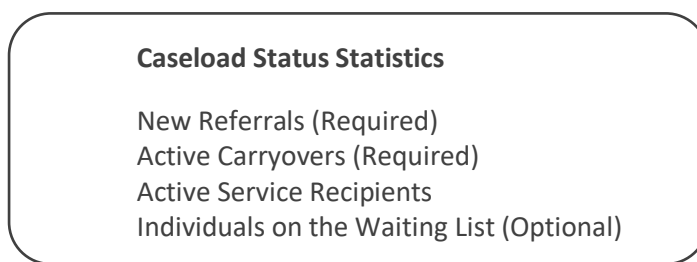 Caseload Status Statistics
New Referrals (Required)
Active Carryovers (Required)
Active Service Recipients
Individuals on the Waiting List (Optional)